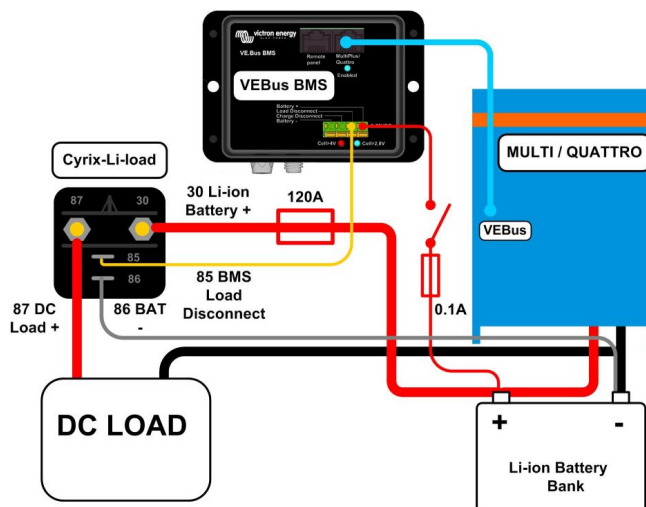 victron energy
BLUE POWER
VE.Bus BMS
Remote
panel
MultiPlus/
Quattro
Enabled
VEBus BMS
Battery +
Load Disconnect
Charge Disconnect
Battery -
Cell>4V
Cell>2,8V
MULTI / QUATTRO
VEBus
Cyrix-Li-load
87
30
85
86
30 Li-ion
Battery +
120A
85 BMS
Load
Disconnect
87 DC
Load +
86 BAT
-
0.1A
DC LOAD
+
-
Li-ion Battery
Bank